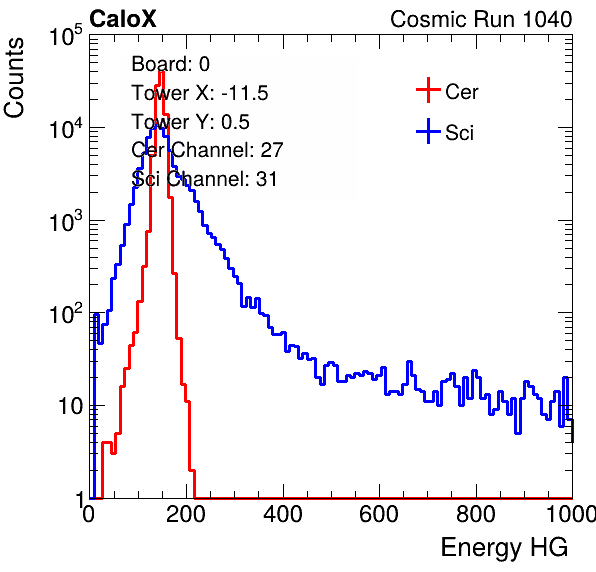 CaloX Cosmic Run 1040
Counts
10^5
10^4
10^3
10^2
10
1
Board: 0
Tower X: -11.5
Tower Y: 0.5
Cer Channel: 27
Sci Channel: 31
Cer
Sci
0 200 400 600 800 1000
Energy HG